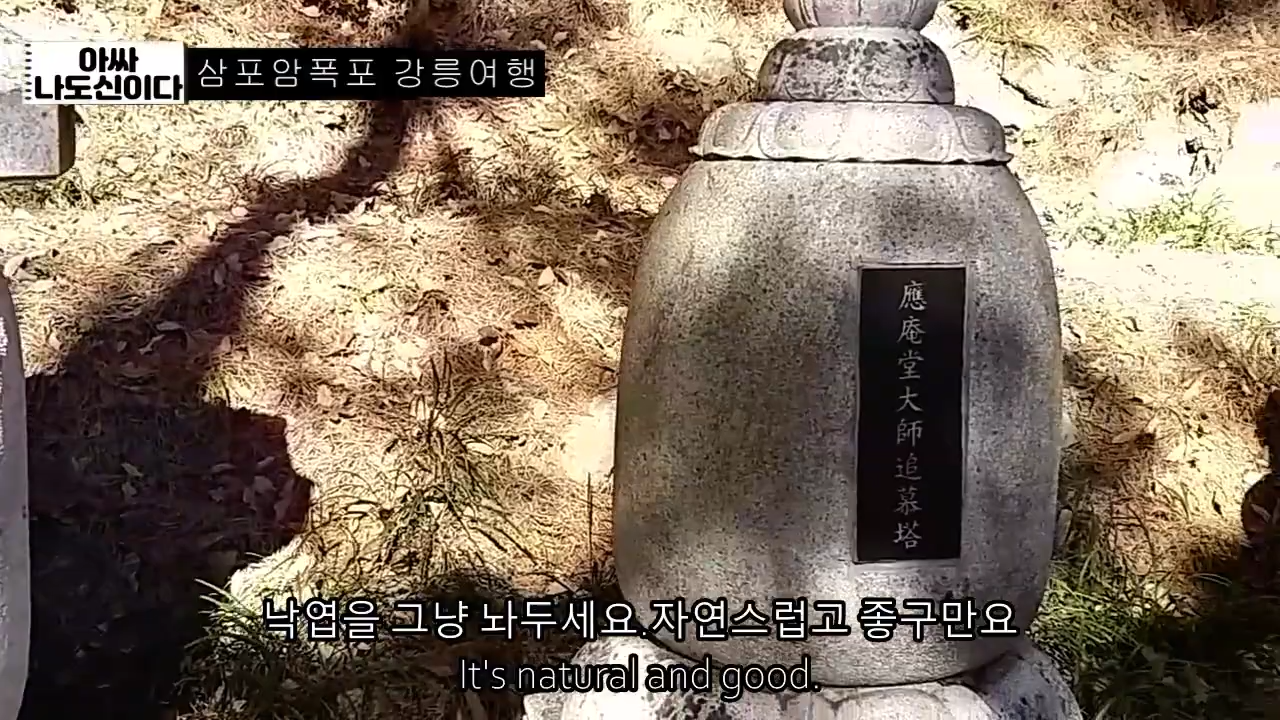 아싸
나도신이다
삼포암폭포 강릉여행
應庵堂大師追慕塔
낙엽을 그냥 놔두세요.자연스럽고 좋구만요
It's natural and good.